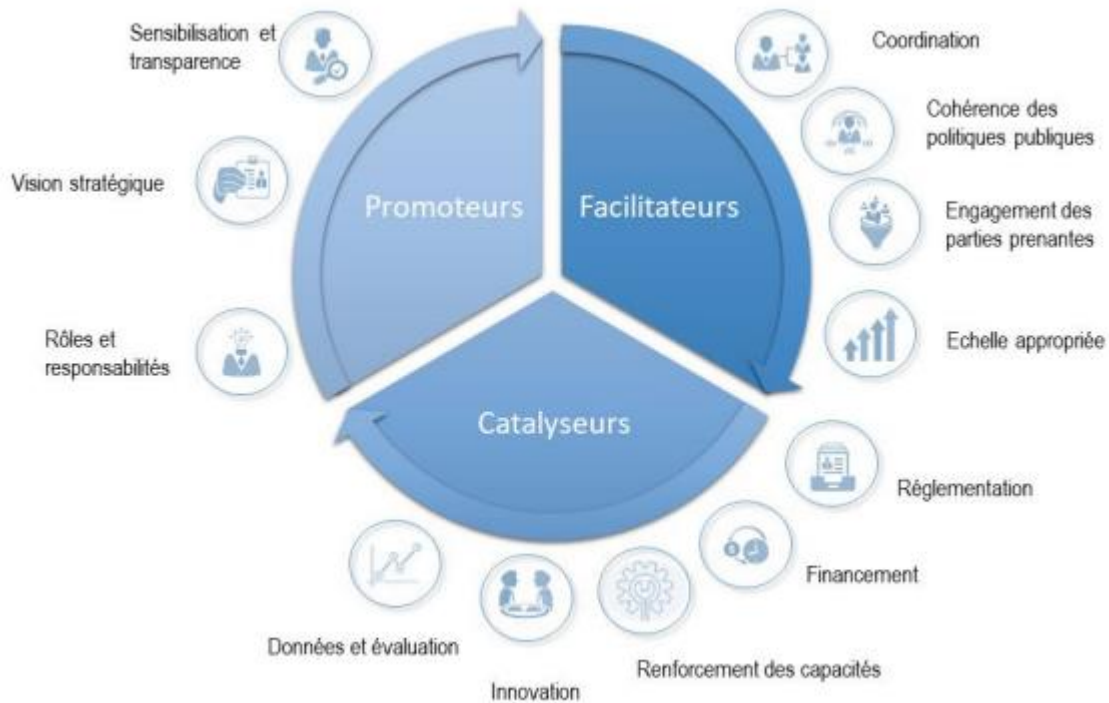 Sensibilisation et
transparence
Vision stratégique
Rôles et
responsabilités
Promoteurs
Facilitateurs
Catalyseurs
Coordination
Cohérence des
politiques publiques
Engagement des
parties prenantes
Echelle appropriée
Réglementation
Financement
Renforcement des capacités
Innovation
Données et évaluation